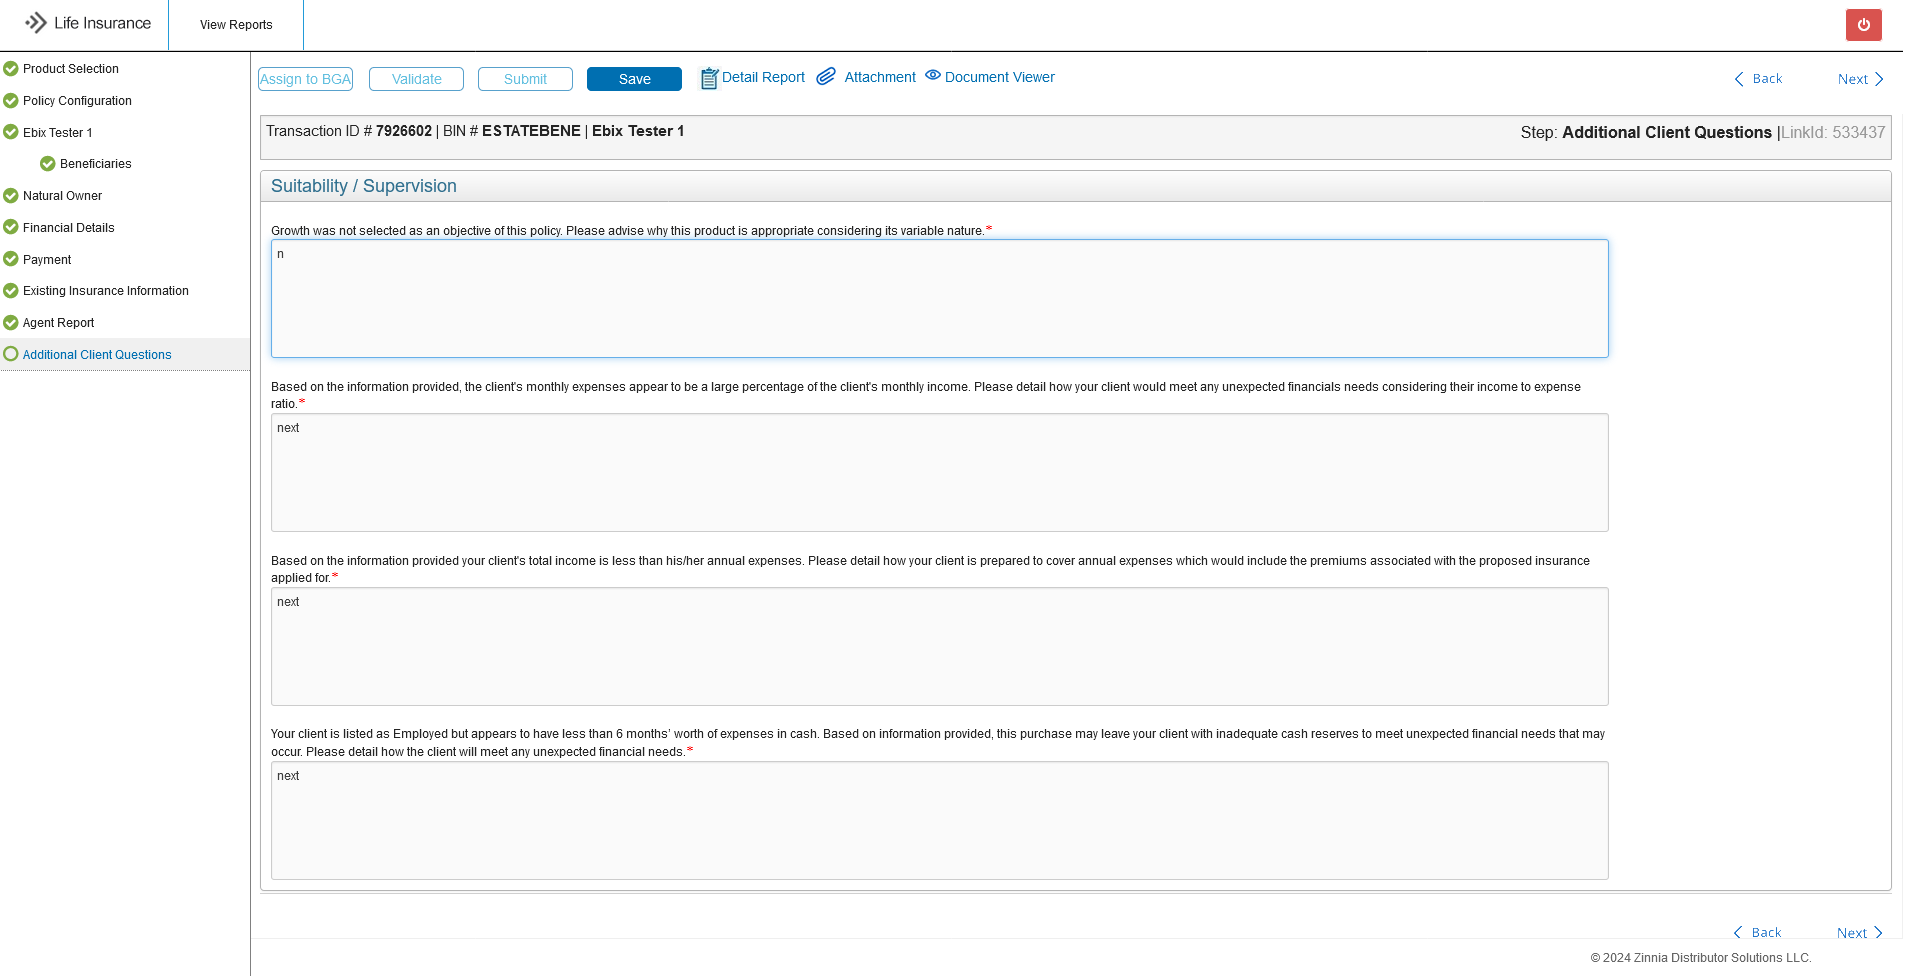 Life Insurance
View Reports
Product Selection
Policy Configuration
Ebix Tester 1
Beneficiaries
Natural Owner
Financial Details
Payment
Existing Insurance Information
Agent Report
Additional Client Questions
Assign to BGA
Validate
Submit
Save
Detail Report
Attachment
Document Viewer
Back
Next
Transaction ID # 7926602 | BIN # ESTATEBENE | Ebix Tester 1
Step: Additional Client Questions |LinkId: 533437
Suitability / Supervision
Growth was not selected as an objective of this policy. Please advise why this product is appropriate considering its variable nature.*
n
Based on the information provided, the client's monthly expenses appear to be a large percentage of the client's monthly income. Please detail how your client would meet any unexpected financials needs considering their income to expense
ratio.*
next
Based on the information provided your client's total income is less than his/her annual expenses. Please detail how your client is prepared to cover annual expenses which would include the premiums associated with the proposed insurance
applied for.*
next
Your client is listed as Employed but appears to have less than 6 months’ worth of expenses in cash. Based on information provided, this purchase may leave your client with inadequate cash reserves to meet unexpected financial needs that may
occur. Please detail how the client will meet any unexpected financial needs.*
next
Back
Next
© 2024 Zinnia Distributor Solutions LLC.